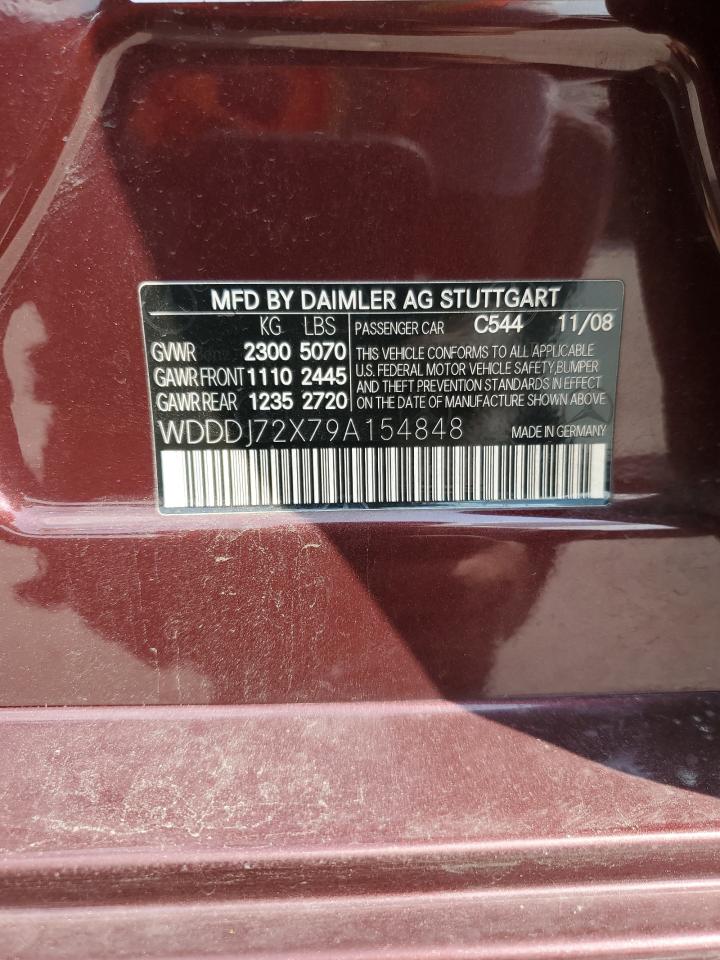 MFD BY DAIMLER AG STUTTGART
KG LBS
GVWR 2300 5070
GAWR FRONT 1110 2445
GAWR REAR 1235 2720
PASSENGER CAR C544 11/08
THIS VEHICLE CONFORMS TO ALL APPLICABLE
U.S. FEDERAL MOTOR VEHICLE SAFETY,BUMPER
AND THEFT PREVENTION STANDARDS IN EFFECT
ON THE DATE OF MANUFACTURE SHOWN ABOVE
WDDDJ72X79A154848 MADE IN GERMANY